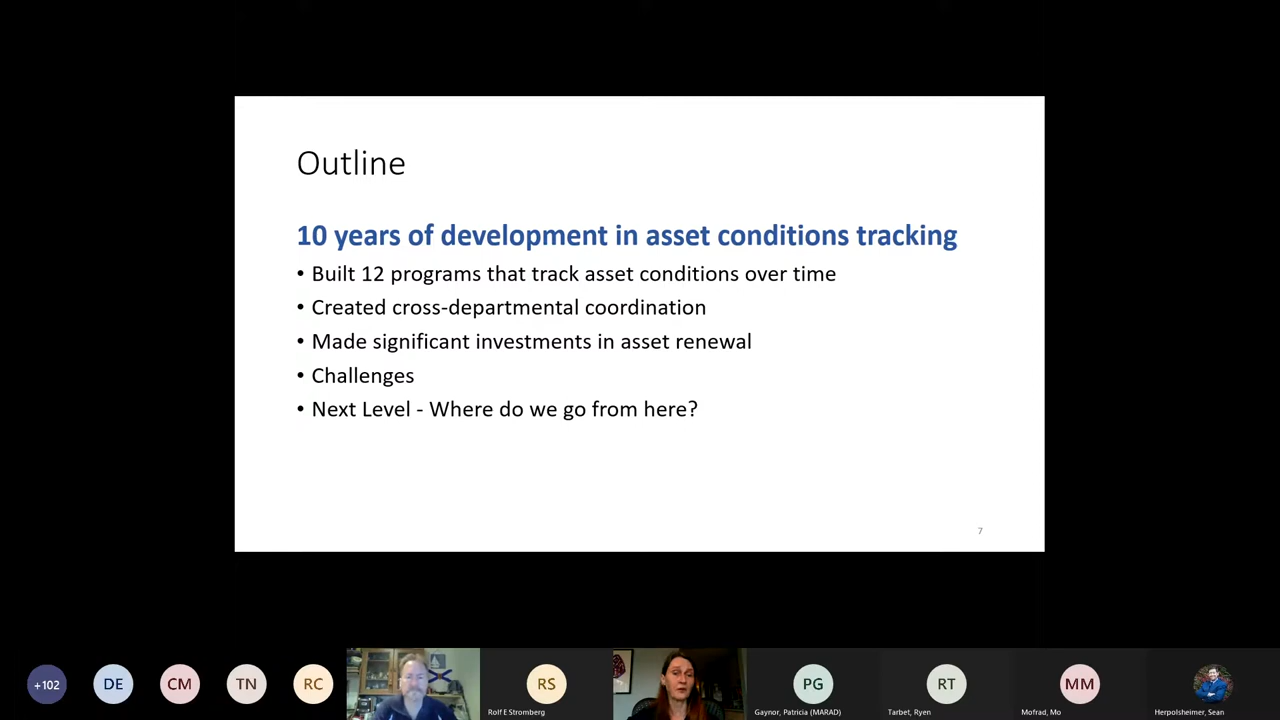 Outline
10 years of development in asset conditions tracking
• Built 12 programs that track asset conditions over time
• Created cross-departmental coordination
• Made significant investments in asset renewal
• Challenges
• Next Level - Where do we go from here?
7
+102
DE
CM
TN
RC
RS
PG
RT
MM
Rolf E Stromberg
Gaynor, Patricia (MARAD)
Tarbet, Ryen
Mofrad, Mo
Herpolsheimer, Sean